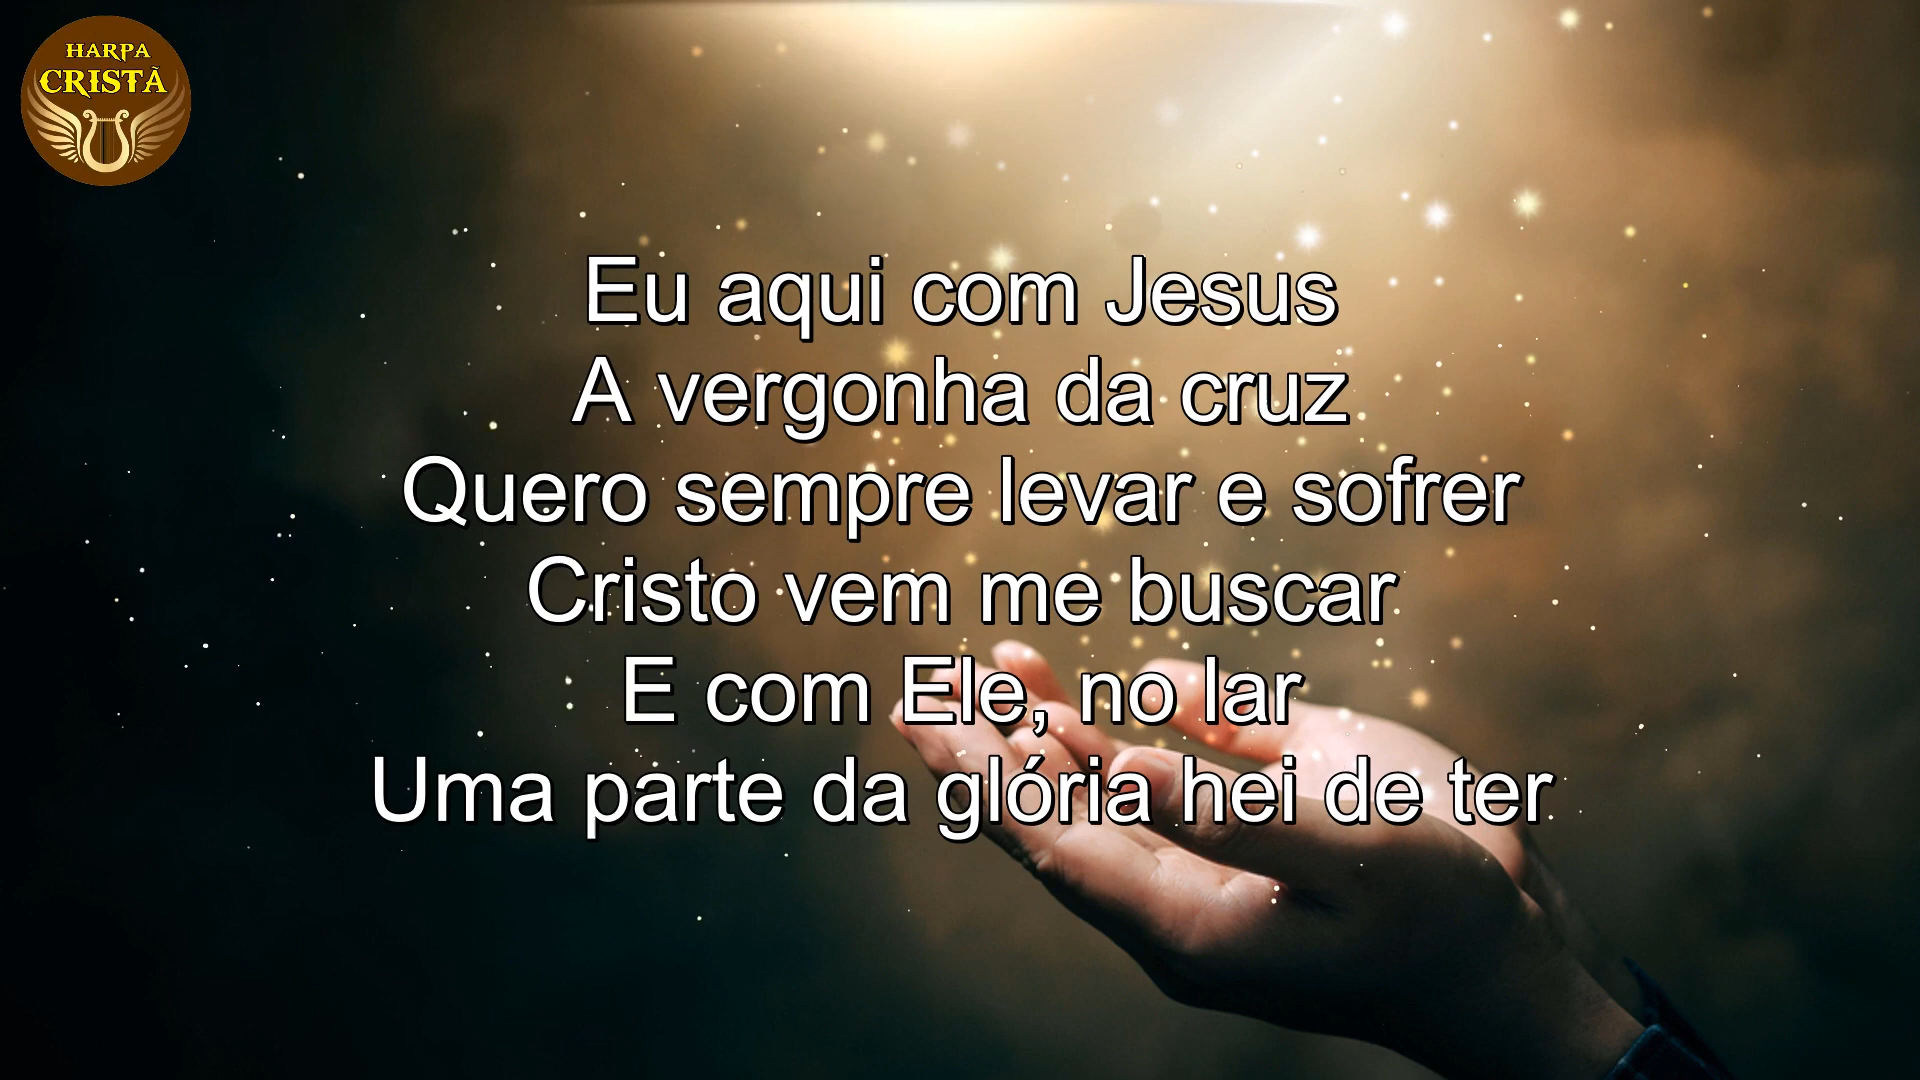 HARPA
CRISTÃ
Eu aqui com Jesus
A vergonha da cruz
Quero sempre levar e sofrer
Cristo vem me buscar
E com Ele, no lar
Uma parte da glória hei de ter